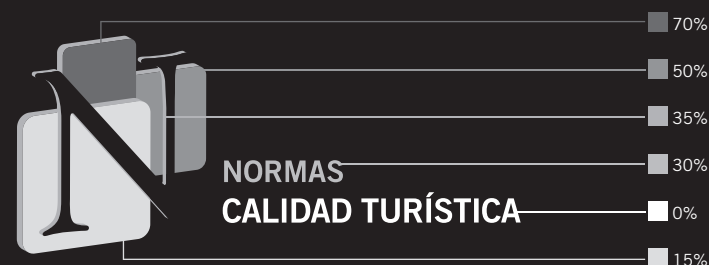 70%
50%
35%
NORMAS 30%
CALIDAD TURÍSTICA 0%
15%
N